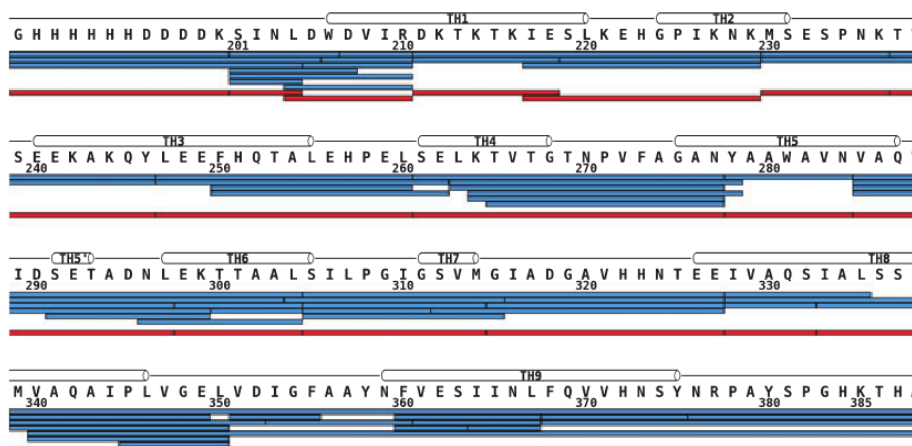 TH1 TH2
G H H H H H H D D D D K S I N L D W D V I R D K T K T K I E S L K E H G P I K N K M S E S P N K T
201 210 220 230
TH3 TH4 TH5
S E E K A K Q Y L E E F H Q T A L E H P E L S E L K T V T G T N P V F A G A N Y A A W A V N V A Q
240 250 260 270 280
TH5' TH6 TH7 TH8
I D S E T A D N L E K T T A A L S I L P G I G S V M G I A D G A V H H N T E E I V A Q S I A L S S
290 300 310 320 330
TH9
M V A Q A I P L V G E L V D I G F A A Y N F V E S I I N L F Q V V H N S Y N R P A Y S P G H K T H
340 350 360 370 380 385